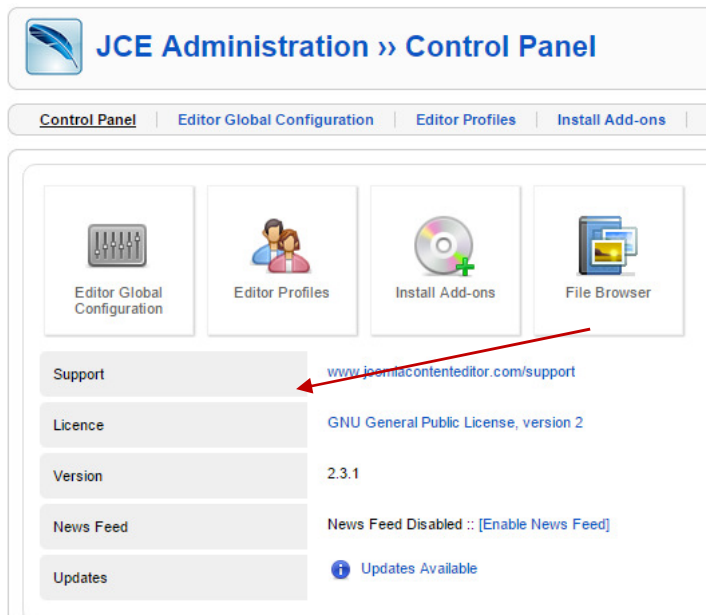 JCE Administration ›› Control Panel
Control Panel | Editor Global Configuration | Editor Profiles | Install Add-ons |
Editor Global
Configuration
Editor Profiles
Install Add-ons
File Browser
Support
www.joomlacontenteditor.com/support
Licence
GNU General Public License, version 2
Version
2.3.1
News Feed
News Feed Disabled :: [Enable News Feed]
Updates
Updates Available